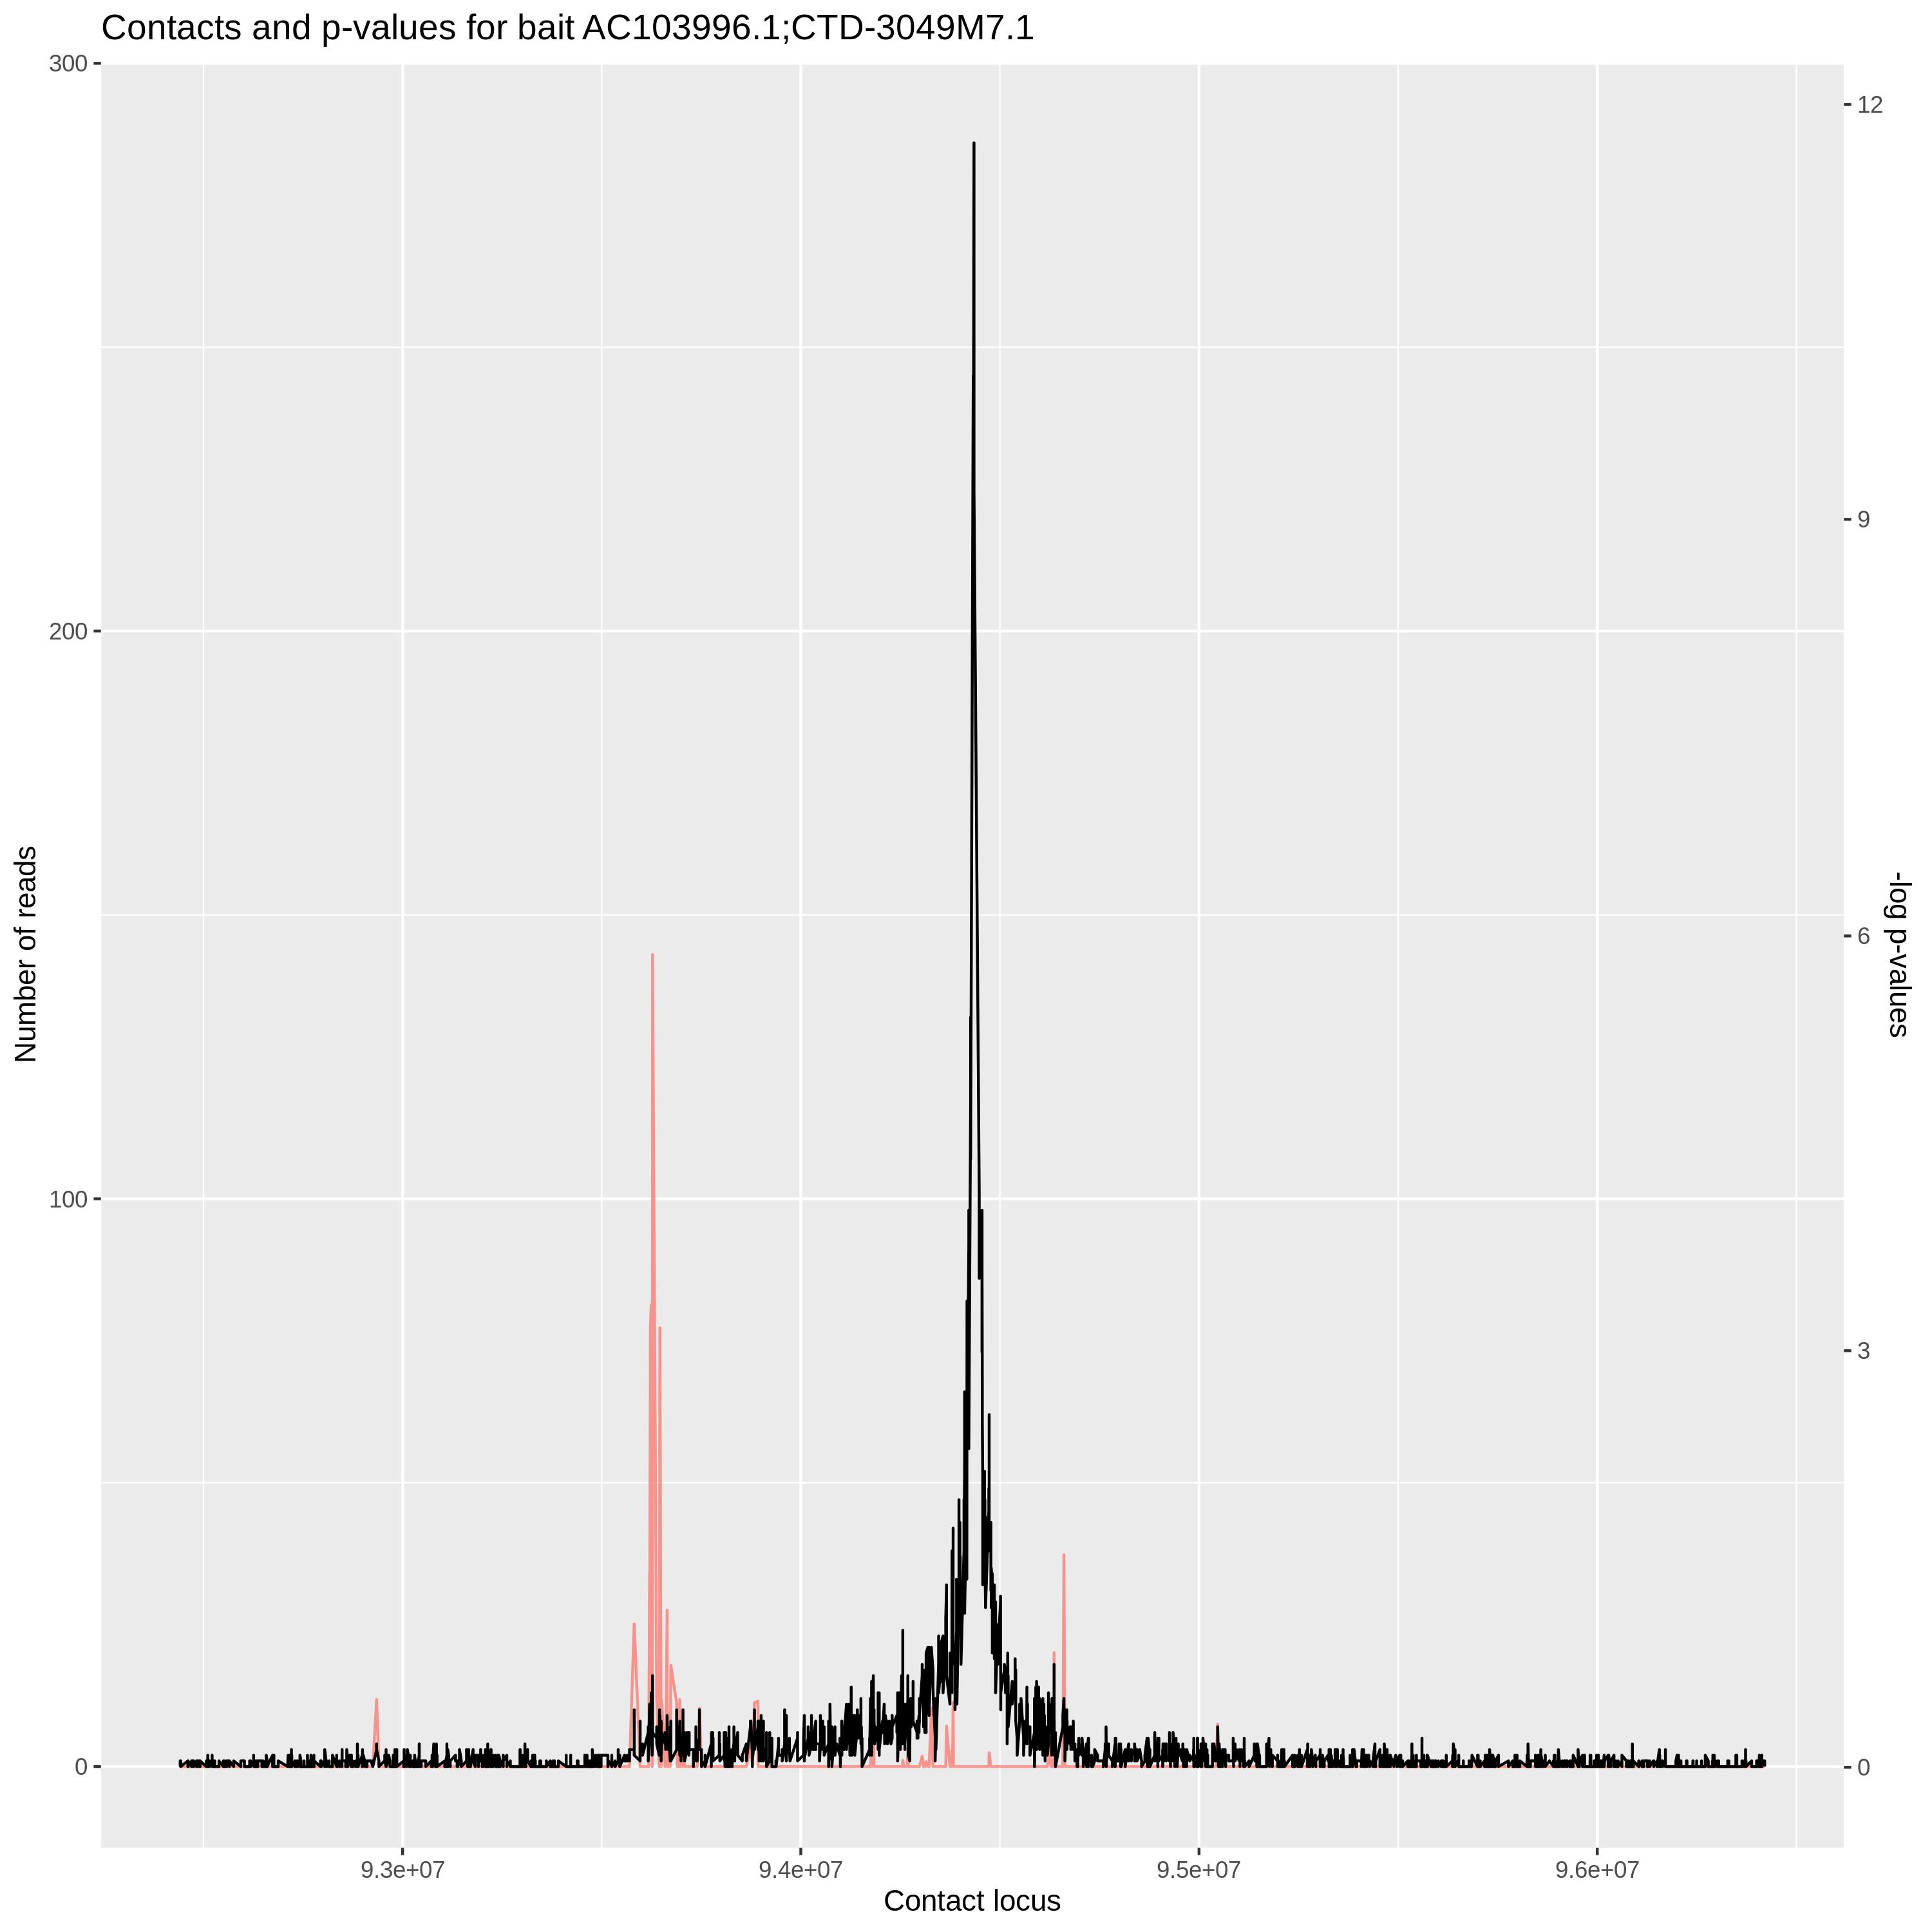 Contacts and p-values for bait AC103996.1;CTD-3049M7.1
300
200
100
0
Number of reads
12
9
6
3
0
-log p-values
9.3e+07 9.4e+07 9.5e+07 9.6e+07
Contact locus